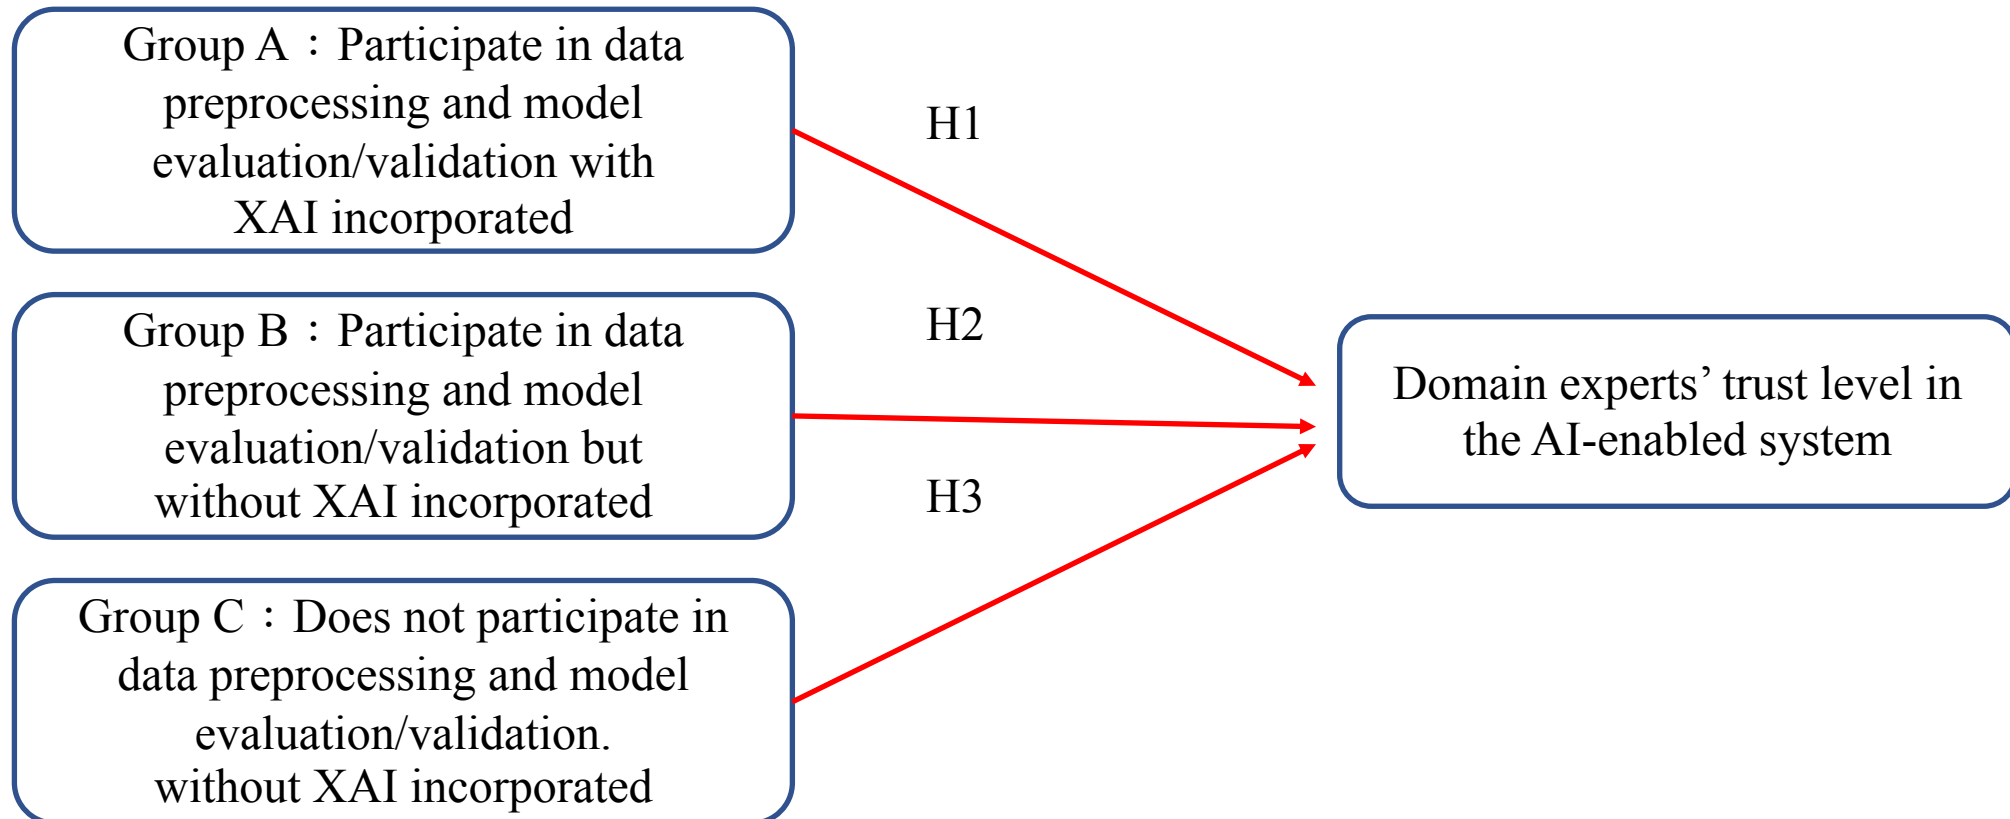 Group A：Participate in data
preprocessing and model
evaluation/validation with
XAI incorporated
H1
Group B：Participate in data
preprocessing and model
evaluation/validation but
without XAI incorporated
H2
Group C：Does not participate in
data preprocessing and model
evaluation/validation.
without XAI incorporated
H3
Domain experts’ trust level in
the AI-enabled system